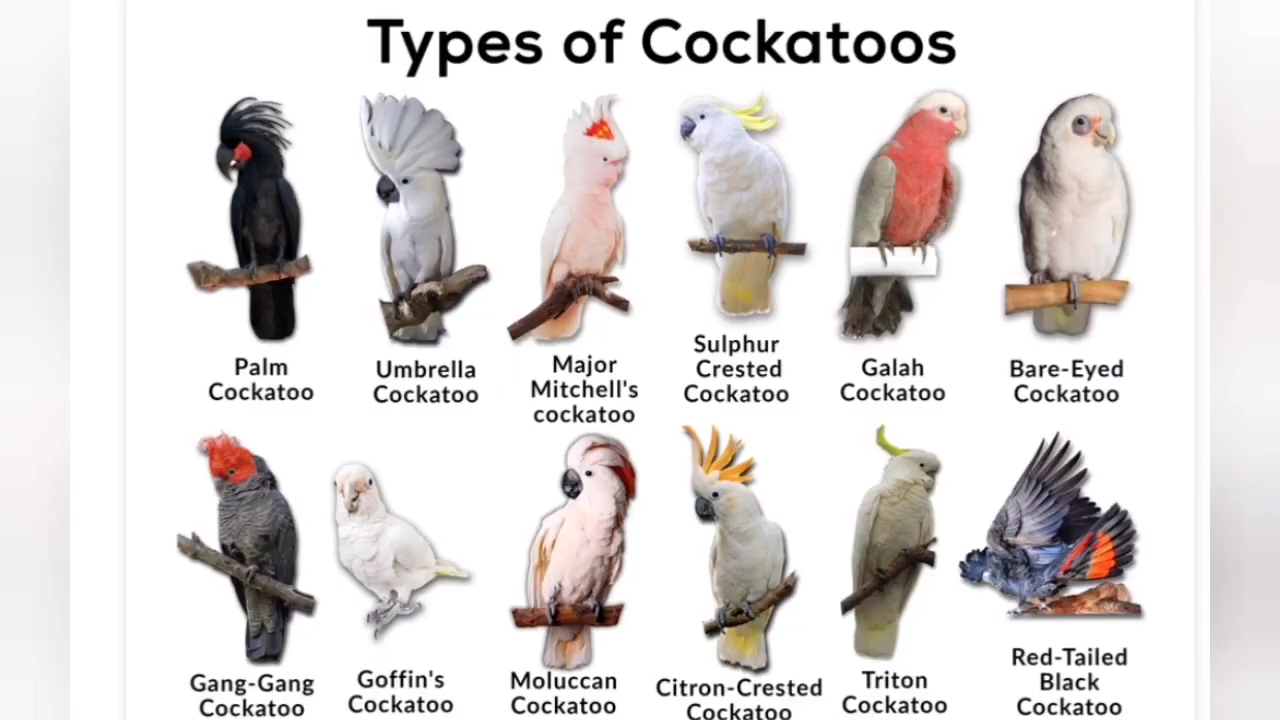 Types of Cockatoos
Palm
Cockatoo
Umbrella
Cockatoo
Major
Mitchell's
cockatoo
Sulphur
Crested
Cockatoo
Galah
Cockatoo
Bare-Eyed
Cockatoo
Gang-Gang
Cockatoo
Goffin's
Cockatoo
Moluccan
Cockatoo
Citron-Crested
Cockatoo
Triton
Cockatoo
Red-Tailed
Black
Cockatoo